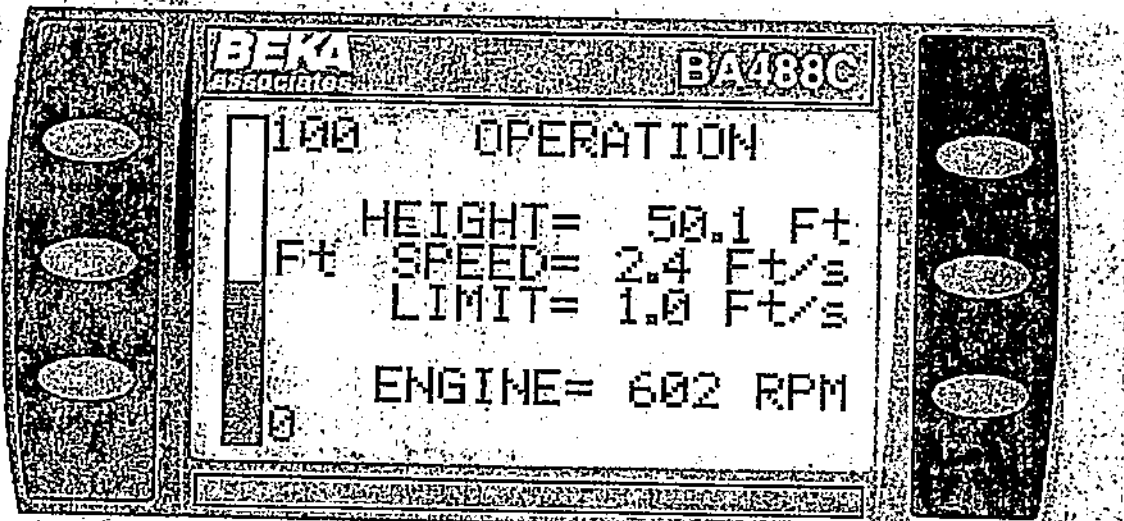 BEKA
associates
BA488C
100 OPERATION
HEIGHT= 50.1 Ft
Ft SPEED= 2.4 Ft/s
LIMIT= 1.0 Ft/s
ENGINE= 602 RPM
0